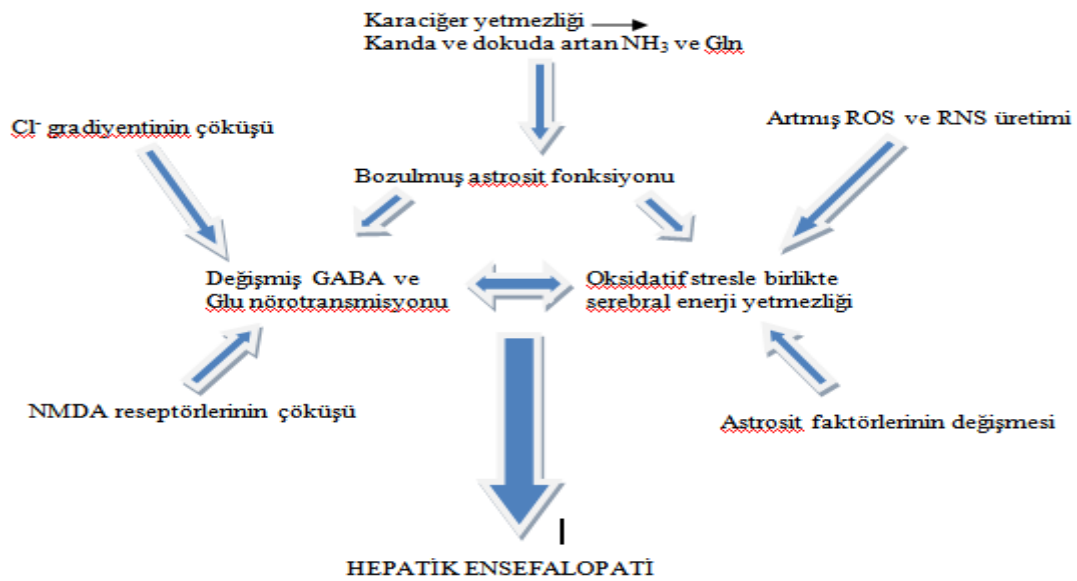 Karaciğer yetmezliği
Kanda ve dokuda artan NH₃ ve Gln
Cl⁻ gradiyentinin çöküşü
Artmış ROS ve RNS üretimi
Bozulmuş astrosit fonksiyonu
Değişmiş GABA ve
Glu nörotransmisyonu
Oksidatif stresle birlikte
serebral enerji yetmezliği
NMDA reseptörlerinin çöküşü
Astrosit faktörlerinin değişmesi
HEPATİK ENSEFALOPATİ